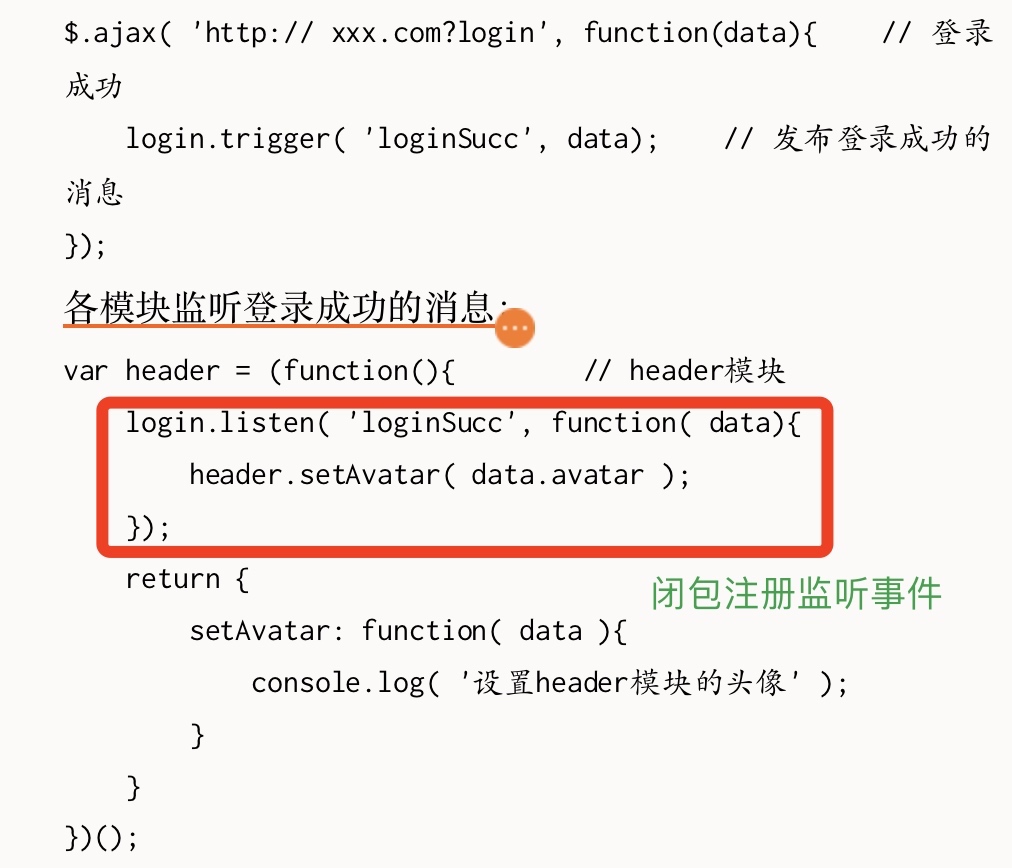 $.ajax( 'http:// xxx.com?login', function(data){    // 登录
成功
    login.trigger( 'loginSucc', data);    // 发布登录成功的
消息
});
各模块监听登录成功的消息：
var header = (function(){        // header模块
    login.listen( 'loginSucc', function( data){
        header.setAvatar( data.avatar );
    });
    return {
闭包注册监听事件
        setAvatar: function( data ){
            console.log( '设置header模块的头像' );
        }
    }
})();